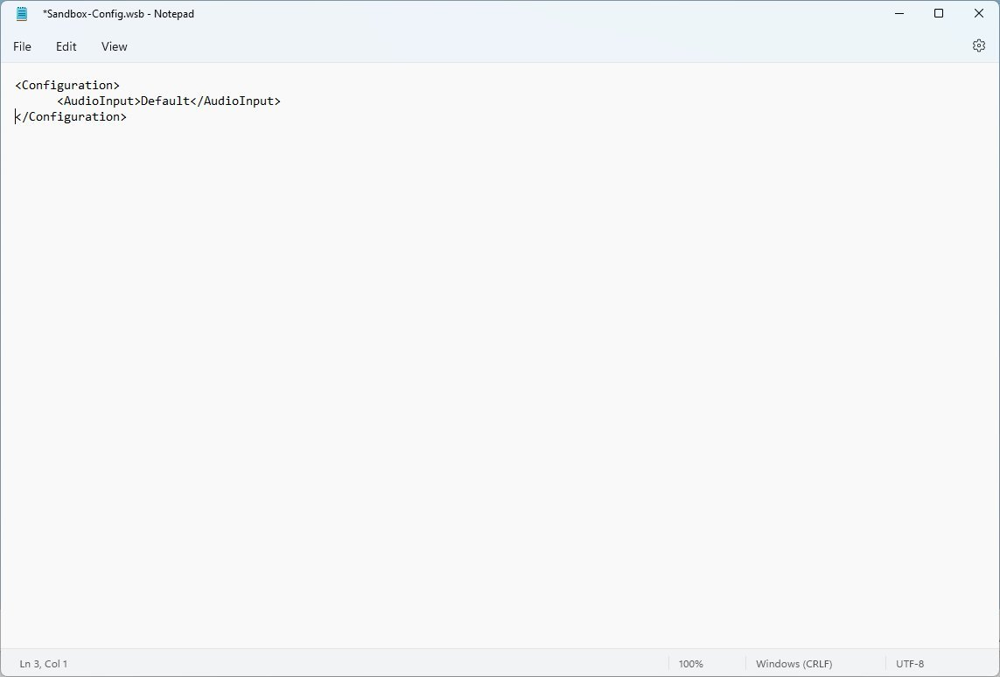 *Sandbox-Config.wsb - Notepad
File Edit View
<Configuration>
      <AudioInput>Default</AudioInput>
</Configuration>
Ln 3, Col 1 100% Windows (CRLF) UTF-8